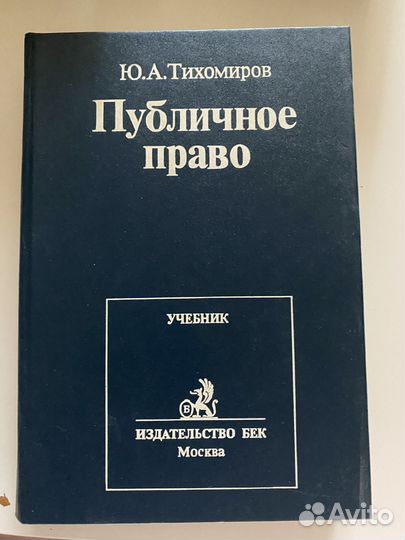 Ю.А.Тихомиров
Публичное
право
УЧЕБНИК
Б
ИЗДАТЕЛЬСТВО БЕК
Москва
Avito